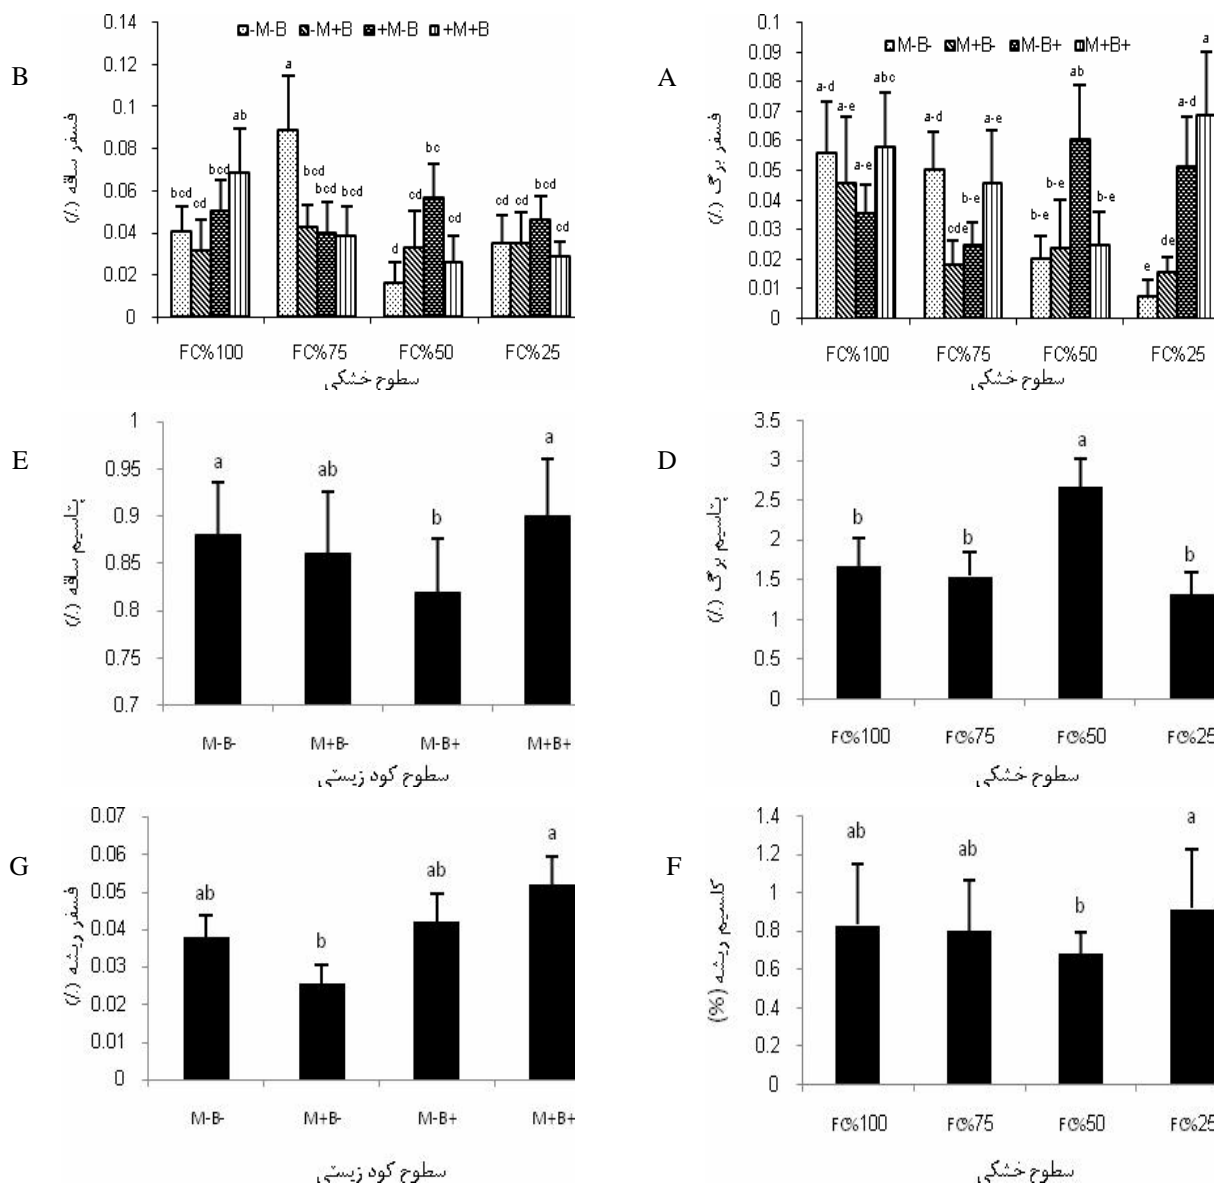 B
-M-B -M+B +M-B +M+B
فسفر ساقه (٪)
0.14
0.12
0.1
0.08
0.06
0.04
0.02
0
bcd cd bcd ab
a bcd bcd bcd
d cd bc cd
cd cd bcd cd
FC%100 FC%75 FC%50 FC%25
سطوح خشکی
A
M-B- M+B- M-B+ M+B+
فسفر برگ (٪)
0.1
0.09
0.08
0.07
0.06
0.05
0.04
0.03
0.02
0.01
0
a-d a-e a-e abc
a-d cde b-e a-e
b-e b-e ab b-e
e de a-d a
FC%100 FC%75 FC%50 FC%25
سطوح خشکی
E
پتاسیم ساقه (٪)
1
0.95
0.9
0.85
0.8
0.75
0.7
a ab b a
M-B- M+B- M-B+ M+B+
سطوح کود زیستی
D
پتاسیم برگ (٪)
3.5
3
2.5
2
1.5
1
0.5
0
b b a b
FC%100 FC%75 FC%50 FC%25
سطوح خشکی
G
فسفر ریشه (٪)
0.07
0.06
0.05
0.04
0.03
0.02
0.01
0
ab b ab a
M-B- M+B- M-B+ M+B+
سطوح کود زیستی
F
کلسیم ریشه (%)
1.4
1.2
1
0.8
0.6
0.4
0.2
0
ab ab b a
FC%100 FC%75 FC%50 FC%25
سطوح خشکی